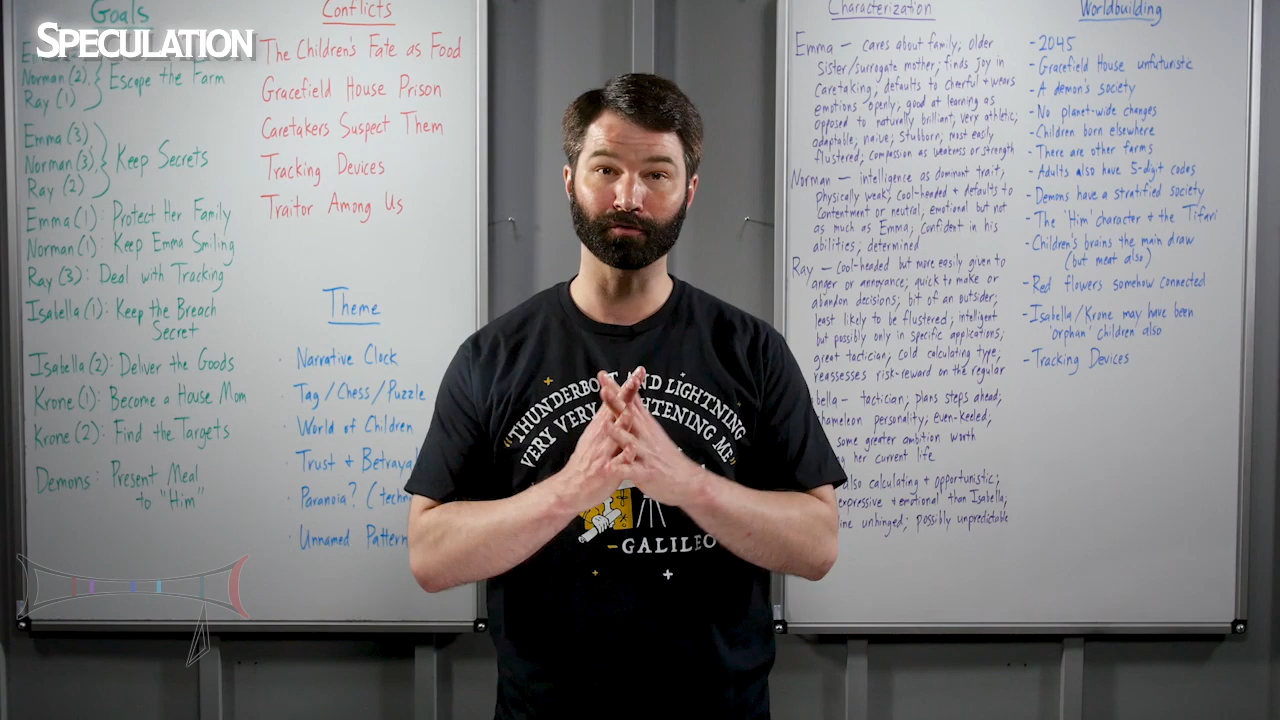 SPECULATION
Goals
Norman (2)
Ray (1)
Escape the Farm
Emma (3)
Norman (3)
Ray (2)
Keep Secrets
Emma (1): Protect Her Family
Norman (1): Keep Emma Smiling
Ray (3): Deal with Tracking
Isabella (1): Keep the Breach
Secret
Isabella (2): Deliver the Goods
Krone (1): Become a House Mom
Krone (2): Find the Targets
Demons: Present Meal
to "Him"
Conflicts
The Children's Fate as Food
Gracefield House Prison
Caretakers Suspect Them
Tracking Devices
Traitor Among Us
Theme
· Narrative Clock
· Tag/Chess/Puzzle
· World of Children
· Trust + Betrayal
· Paranoia? (techn
· Unnamed Pattern
"THUNDERBOLT AND LIGHTNING
VERY VERY
HTENING ME"
-GALILEO
Characterization
Emma — cares about family; older
sister/surrogate mother; finds joy in
caretaking; defaults to cheerful + wears
emotions openly; good at learning as
opposed to naturally brilliant; very athletic;
adaptable; naive; stubborn; most easily
flustered; compassion as weakness or strength
Norman — intelligence as dominant trait;
physically weak; cool-headed + defaults to
contentment or neutral; emotional but not
as much as Emma; confident in his
abilities; determined
Ray — cool-headed but more easily given to
anger or annoyance; quick to make or
abandon decisions; bit of an outsider;
least likely to be flustered; intelligent
but possibly only in specific applications;
great tactician; cold calculating type;
reassesses risk-reward on the regular
bella — tactician; plans steps ahead;
hameleon personality; even-keeled;
some greater ambition worth
her current life
also calculating + opportunistic;
expressive + emotional than Isabella;
unhinged; possibly unpredictable
Worldbuilding
- 2045
- Gracefield House unfuturistic
- A demon's society
- No planet-wide changes
- Children born elsewhere
- There are other farms
- Adults also have 5-digit codes
- Demons have a stratified society
- The 'Him' character + the Tifari
- Children's brains the main draw
(but meat also)
- Red flowers somehow connected
- Isabella/Krone may have been
'orphan' children also
- Tracking Devices